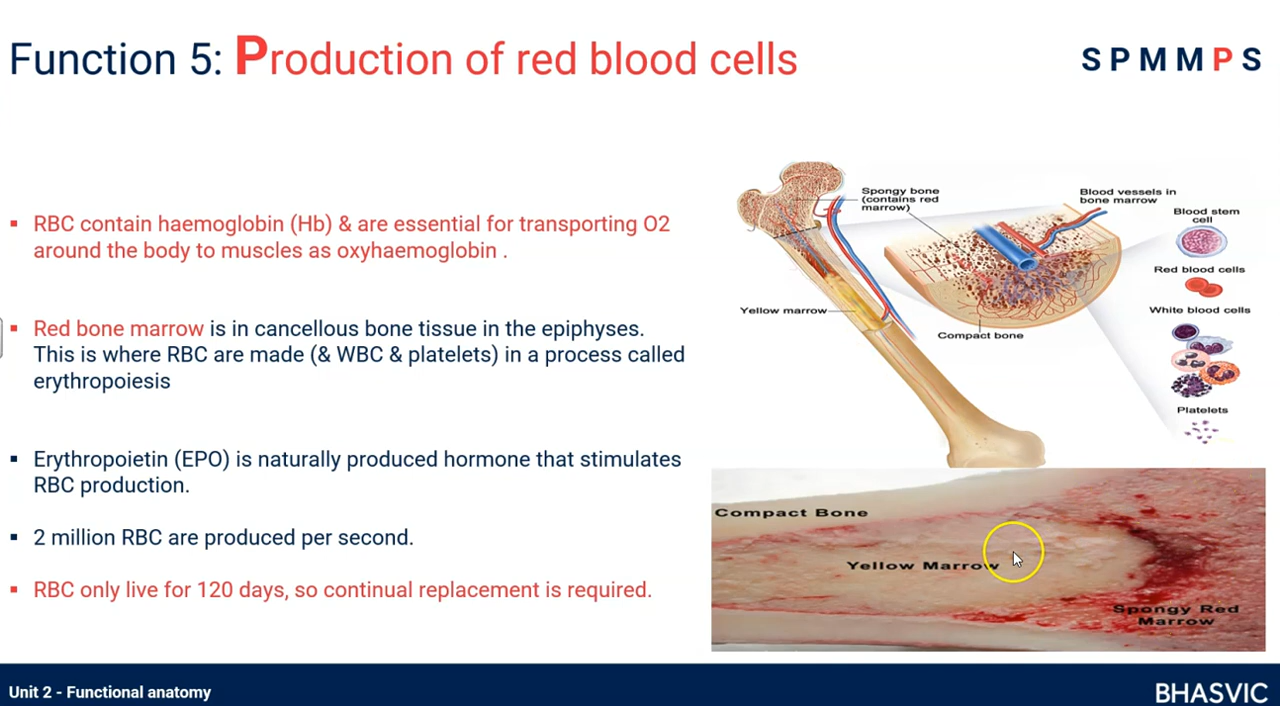 Function 5: Production of red blood cells
S P M M P S
▪ RBC contain haemoglobin (Hb) & are essential for transporting O2
around the body to muscles as oxyhaemoglobin .
▪ Red bone marrow is in cancellous bone tissue in the epiphyses.
This is where RBC are made (& WBC & platelets) in a process called
erythropoiesis
▪ Erythropoietin (EPO) is naturally produced hormone that stimulates
RBC production.
▪ 2 million RBC are produced per second.
▪ RBC only live for 120 days, so continual replacement is required.
Spongy bone
(contains red
marrow)
Blood vessels in
bone marrow
Blood stem
cell
Red blood cells
White blood cells
Platelets
Yellow marrow
Compact bone
Compact Bone
Yellow Marrow
Spongy Red
Marrow
Unit 2 - Functional anatomy
BHASVIC